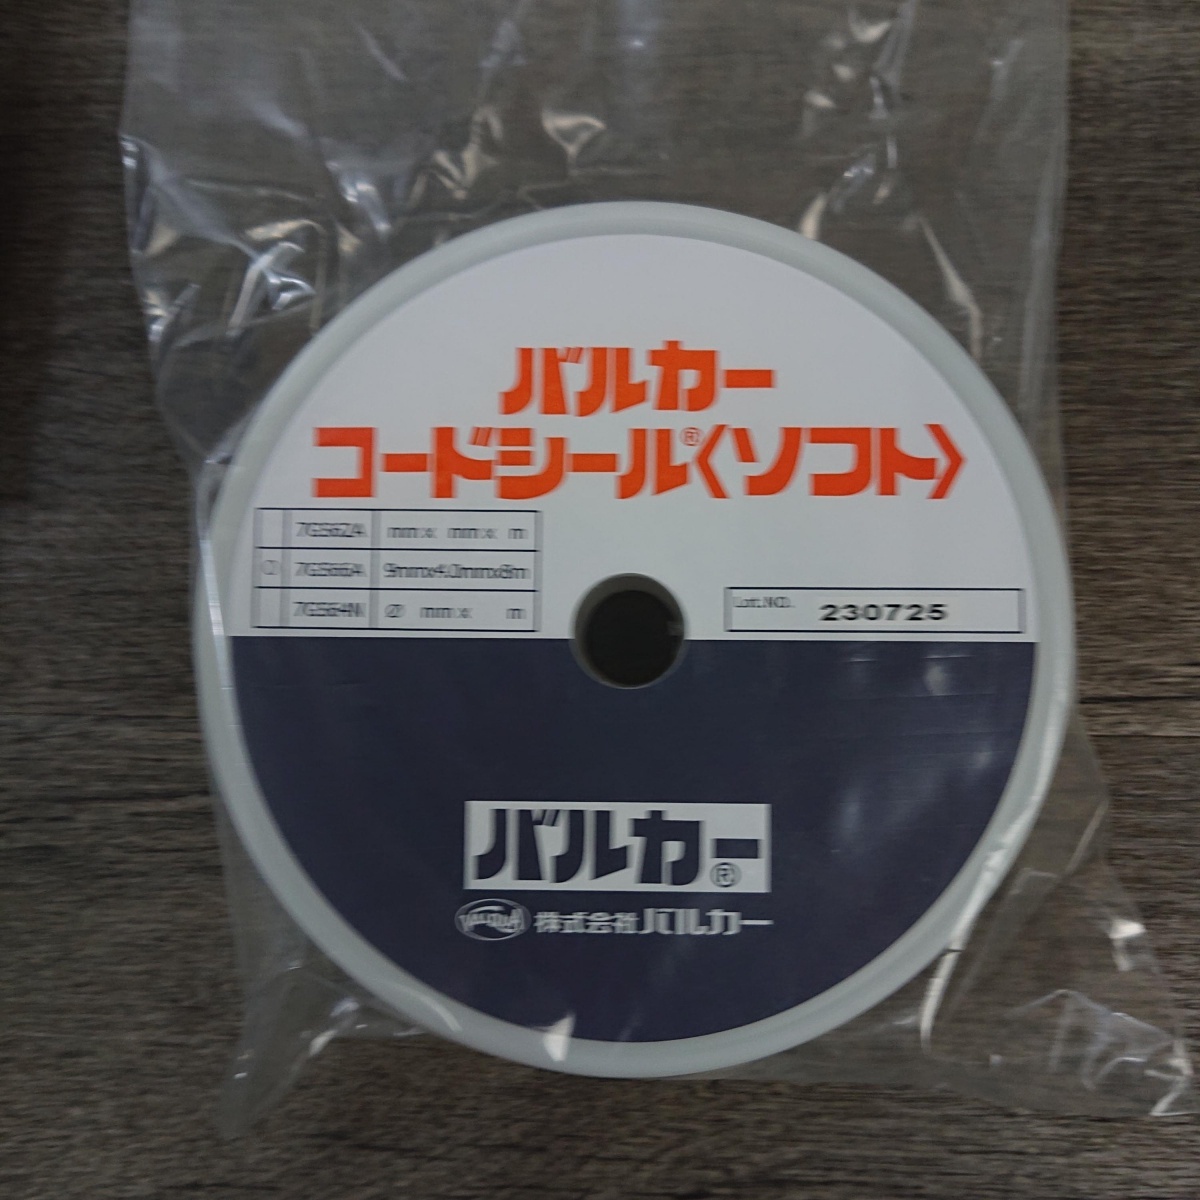 バルカー
コードシール®〈ソフト〉
7GS62A mm× mm× m
○ 7GS66A 9mm×4.0mm×8m
7GS64N Ø mm× m
Lot.NO. 230725
バルカー®
VALQUA 株式会社バルカー